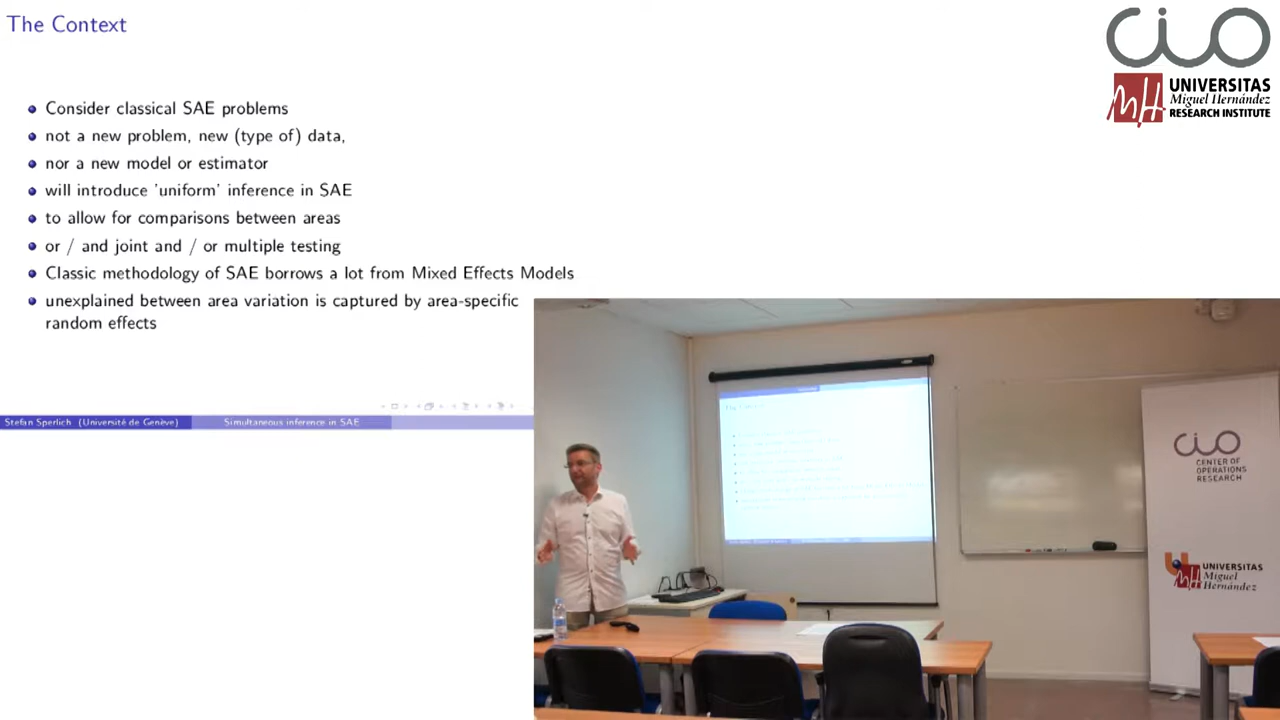 The Context
CIO
UNIVERSITAS
Miguel Hernández
RESEARCH INSTITUTE
Consider classical SAE problems
not a new problem, new (type of) data,
nor a new model or estimator
will introduce 'uniform' inference in SAE
to allow for comparisons between areas
or / and joint and / or multiple testing
Classic methodology of SAE borrows a lot from Mixed Effects Models
unexplained between area variation is captured by area-specific
random effects
Stefan Sperlich (Université de Genève)
Simultaneous inference in SAE
CIO
CENTER OF
OPERATIONS
RESEARCH
UNIVERSITAS
Miguel
Hernández